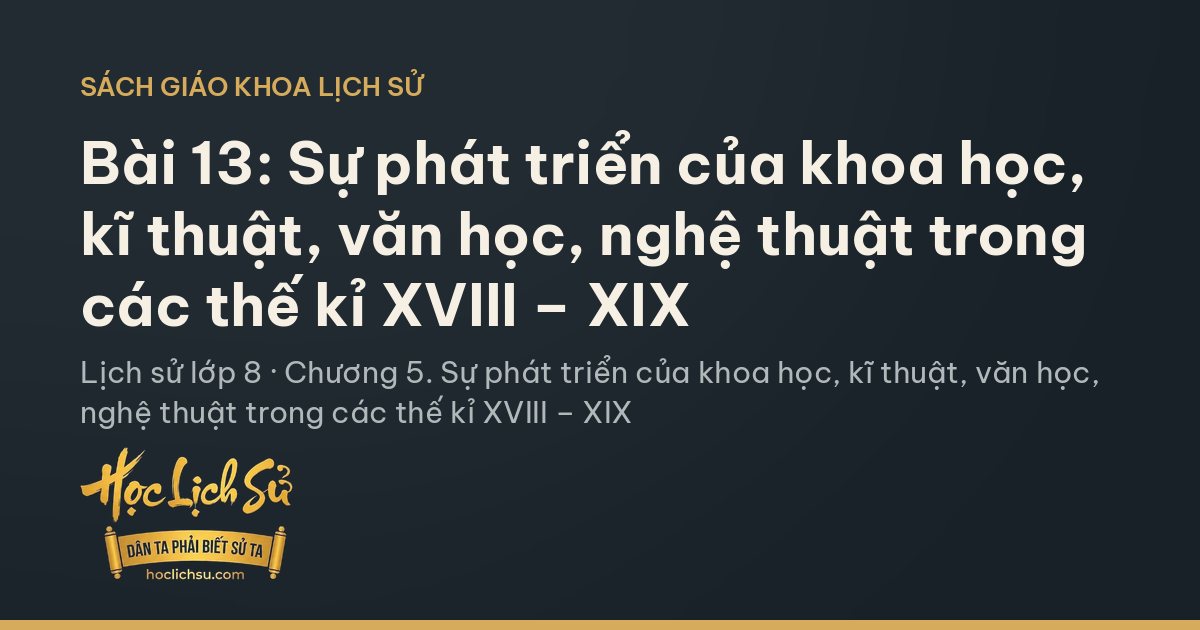 SÁCH GIÁO KHOA LỊCH SỬ
Bài 13: Sự phát triển của khoa học,
kĩ thuật, văn học, nghệ thuật trong
các thế kỉ XVIII – XIX
Lịch sử lớp 8 · Chương 5. Sự phát triển của khoa học, kĩ thuật, văn học,
nghệ thuật trong các thế kỉ XVIII – XIX
Học Lịch Sử
DÂN TA PHẢI BIẾT SỬ TA
hoclichsu.com